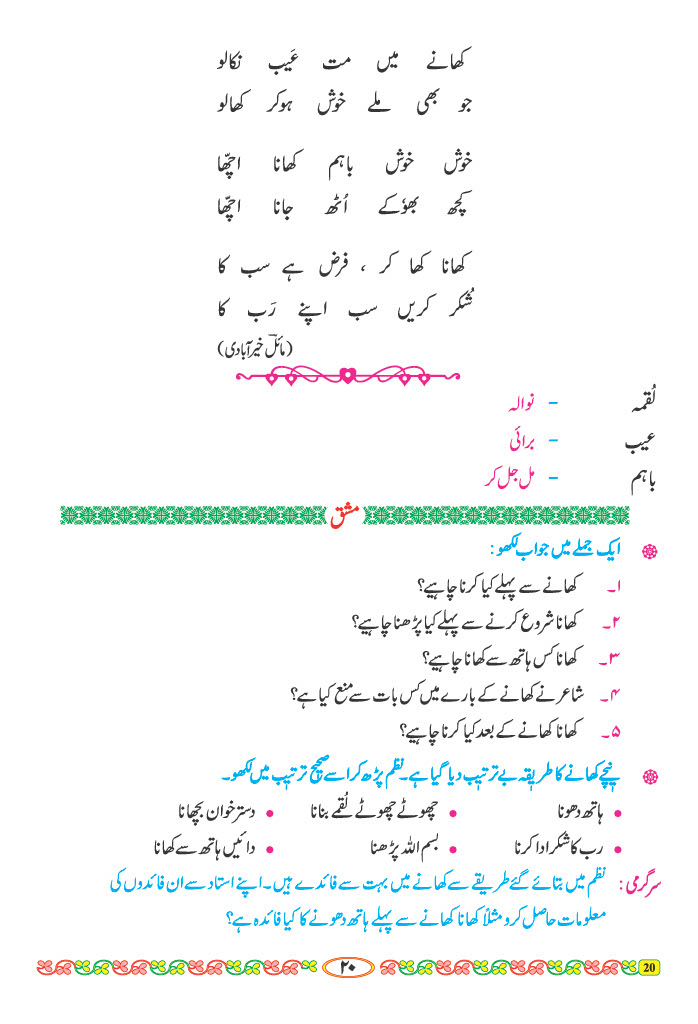 کھانے میں مت عَیب نکالو
جو بھی ملے خوش ہوکر کھالو
خوش خوش باہم کھانا اچھّا
کچھ بھوٗکے اُٹھ جانا اچھّا
کھانا کھا کر ، فرض ہے سب کا
شُکر کریں سب اپنے رَب کا
(مائلؔ خیرآبادی)
لُقمہ - نوالہ
عیب - برائی
باہم - مل جل کر
مشق
ایک جملے میں جواب لکھو:
۱۔ کھانے سے پہلے کیا کرنا چاہیے؟
۲۔ کھانا شروع کرنے سے پہلے کیا پڑھنا چاہیے؟
۳۔ کھانا کس ہاتھ سے کھانا چاہیے؟
۴۔ شاعر نے کھانے کے بارے میں کس بات سے منع کیا ہے؟
۵۔ کھانا کھانے کے بعد کیا کرنا چاہیے؟
نیچے کھانے کا طریقہ بے ترتیب دیا گیا ہے۔ نظم پڑھ کر اسے صحیح ترتیب میں لکھو۔
• ہاتھ دھونا • چھوٹے چھوٹے لُقمے بنانا • دسترخوان بچھانا
• رب کا شکر ادا کرنا • بسم اللہ پڑھنا • دائیں ہاتھ سے کھانا
سرگرمی: نظم میں بتائے گئے طریقے سے کھانے میں بہت سے فائدے ہیں۔ اپنے استاد سے ان فائدوں کی
معلومات حاصل کرو مثلاً کھانا کھانے سے پہلے ہاتھ دھونے کا کیا فائدہ ہے؟
۲۰
20